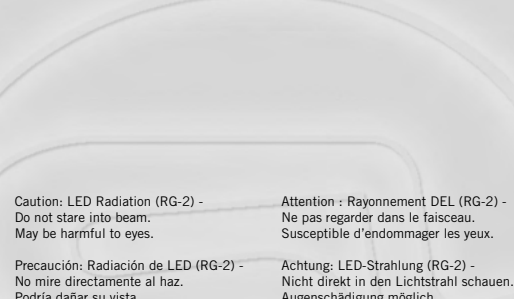 Caution: LED Radiation (RG-2) -
Do not stare into beam.
May be harmful to eyes.
Attention : Rayonnement DEL (RG-2) -
Ne pas regarder dans le faisceau.
Susceptible d'endommager les yeux.
Precaución: Radiación de LED (RG-2) -
No mire directamente al haz.
Podría dañar su vista.
Achtung: LED-Strahlung (RG-2) -
Nicht direkt in den Lichtstrahl schauen.
Augenschädigung möglich.